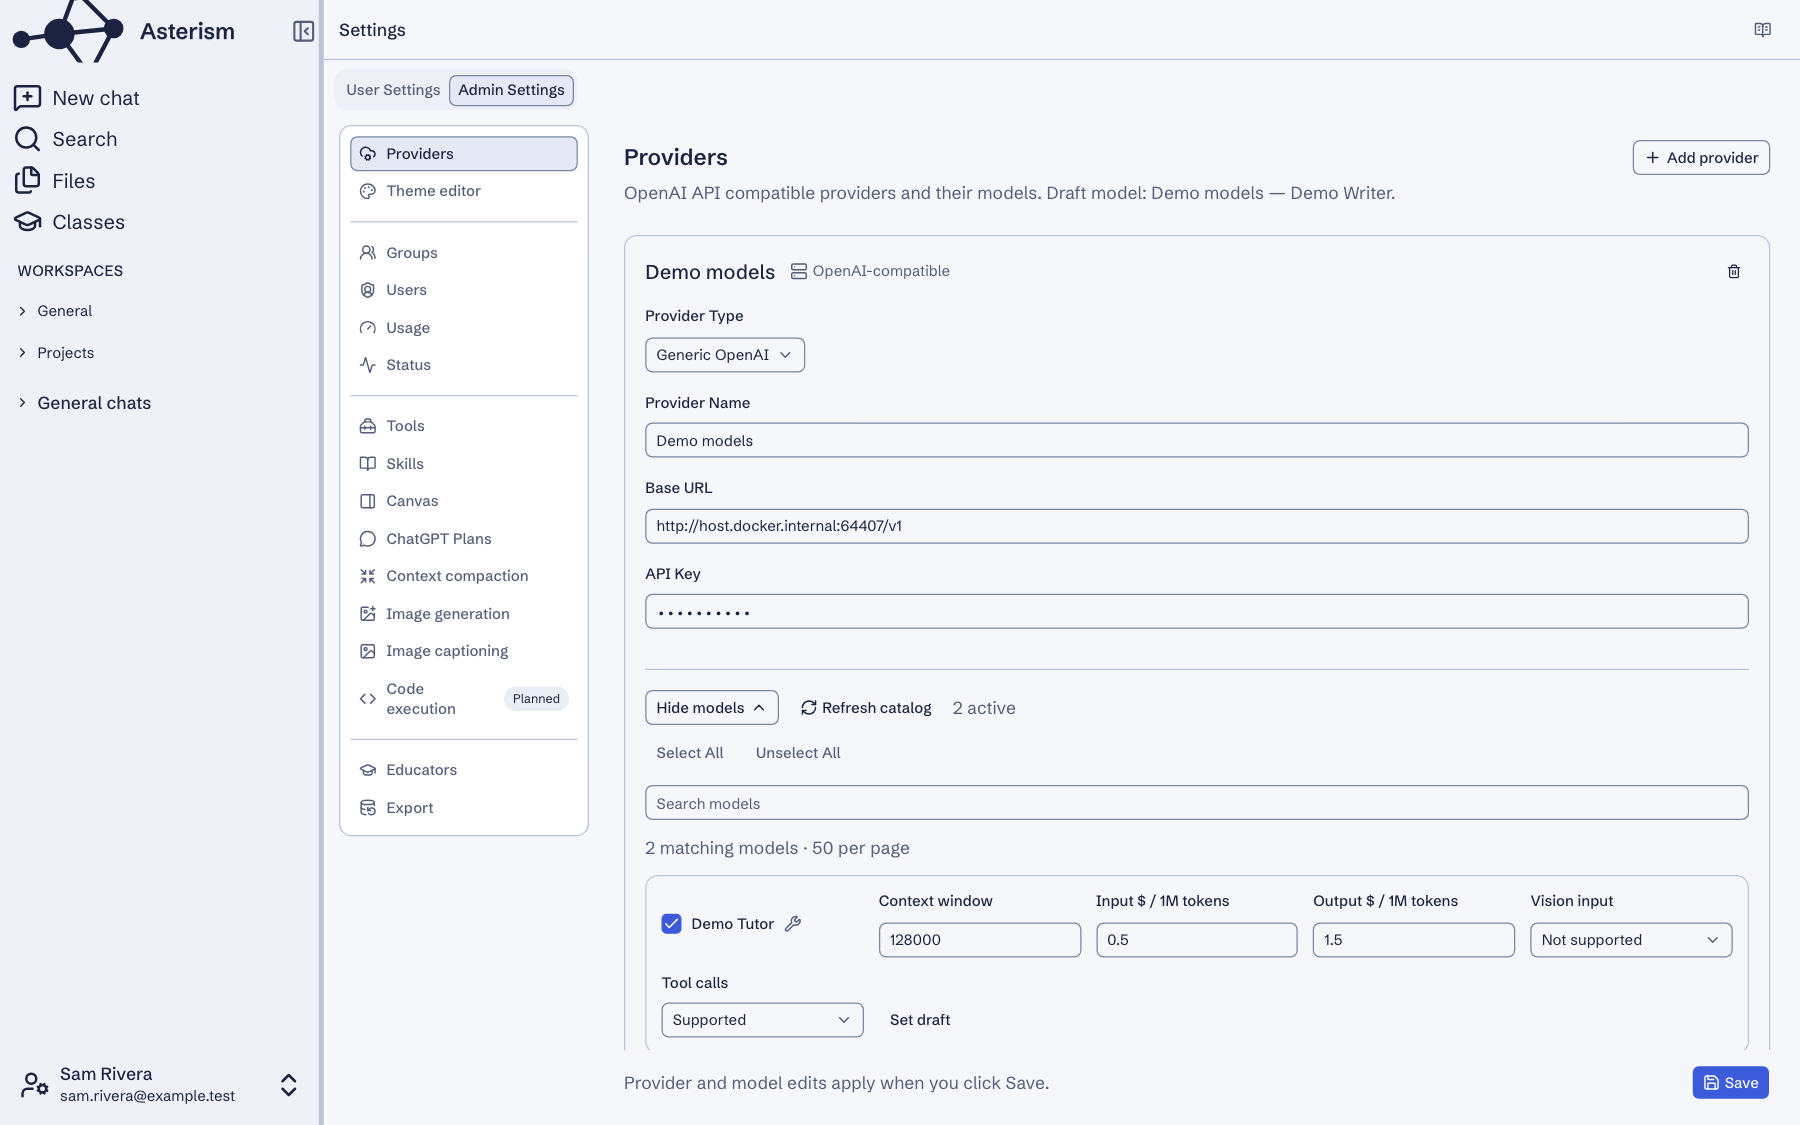 Asterism
New chat
Search
Files
Classes
WORKSPACES
General
Projects
General chats
Sam Rivera
sam.rivera@example.test
Settings
User Settings
Admin Settings
Providers
Theme editor
Groups
Users
Usage
Status
Tools
Skills
Canvas
ChatGPT Plans
Context compaction
Image generation
Image captioning
Code execution
Planned
Educators
Export
Providers
Add provider
OpenAI API compatible providers and their models. Draft model: Demo models — Demo Writer.
Demo models
OpenAI-compatible
Provider Type
Generic OpenAI
Provider Name
Demo models
Base URL
http://host.docker.internal:64407/v1
API Key
••••••••••
Hide models
Refresh catalog
2 active
Select All
Unselect All
Search models
2 matching models · 50 per page
Demo Tutor
Context window
128000
Input $ / 1M tokens
0.5
Output $ / 1M tokens
1.5
Vision input
Not supported
Tool calls
Supported
Set draft
Provider and model edits apply when you click Save.
Save